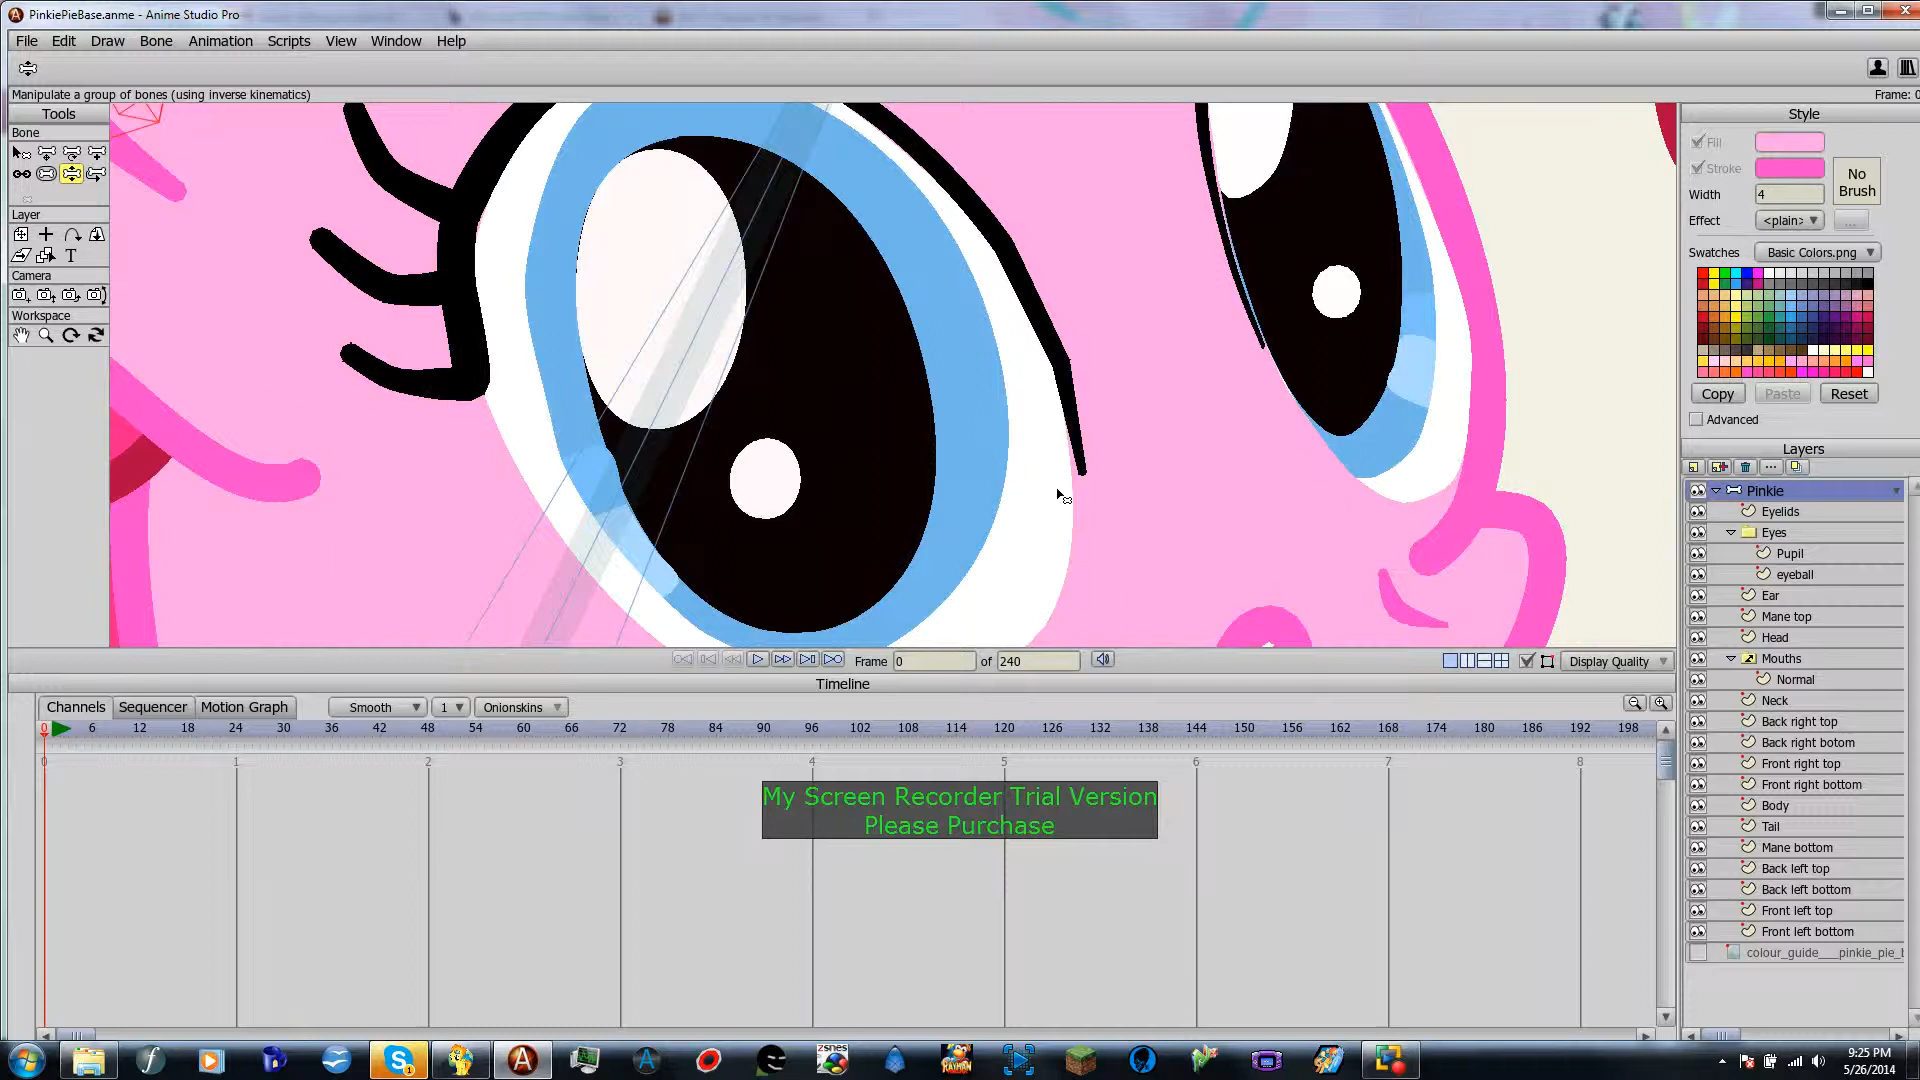 PinkiePieBase.anme - Anime Studio Pro
File Edit Draw Bone Animation Scripts View Window Help
Manipulate a group of bones (using inverse kinematics)
Frame: 0
Tools
Bone
Layer
T
Camera
Workspace
Style
Fill
Stroke
No
Brush
Width 4
Effect <plain>
...
Swatches Basic Colors.png
Copy Paste Reset
Advanced
Layers
Pinkie
Eyelids
Eyes
Pupil
eyeball
Ear
Mane top
Head
Mouths
Normal
Neck
Back right top
Back right botom
Front right top
Front right bottom
Body
Tail
Mane bottom
Back left top
Back left bottom
Front left top
Front left bottom
colour_guide___pinkie_pie_b
Frame 0 of 240
Display Quality
Timeline
Channels Sequencer Motion Graph Smooth 1 Onionskins
0 6 12 18 24 30 36 42 48 54 60 66 72 78 84 90 96 102 108 114 120 126 132 138 144 150 156 162 168 174 180 186 192 198
0 1 2 3 4 5 6 7 8
My Screen Recorder Trial Version
Please Purchase
zsnes
RAYMAN
9:25 PM
5/26/2014